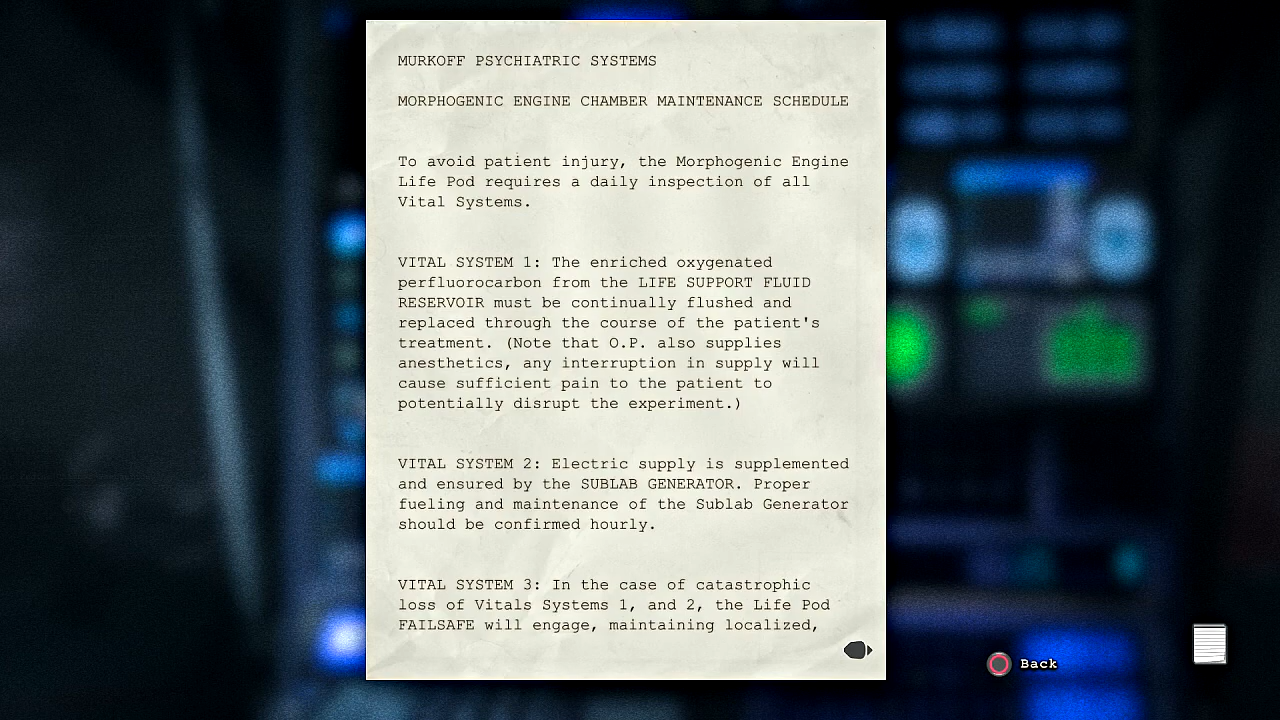 MURKOFF PSYCHIATRIC SYSTEMS
MORPHOGENIC ENGINE CHAMBER MAINTENANCE SCHEDULE
To avoid patient injury, the Morphogenic Engine
Life Pod requires a daily inspection of all
Vital Systems.
VITAL SYSTEM 1: The enriched oxygenated
perfluorocarbon from the LIFE SUPPORT FLUID
RESERVOIR must be continually flushed and
replaced through the course of the patient's
treatment. (Note that O.P. also supplies
anesthetics, any interruption in supply will
cause sufficient pain to the patient to
potentially disrupt the experiment.)
VITAL SYSTEM 2: Electric supply is supplemented
and ensured by the SUBLAB GENERATOR. Proper
fueling and maintenance of the Sublab Generator
should be confirmed hourly.
VITAL SYSTEM 3: In the case of catastrophic
loss of Vitals Systems 1, and 2, the Life Pod
FAILSAFE will engage, maintaining localized,
Back